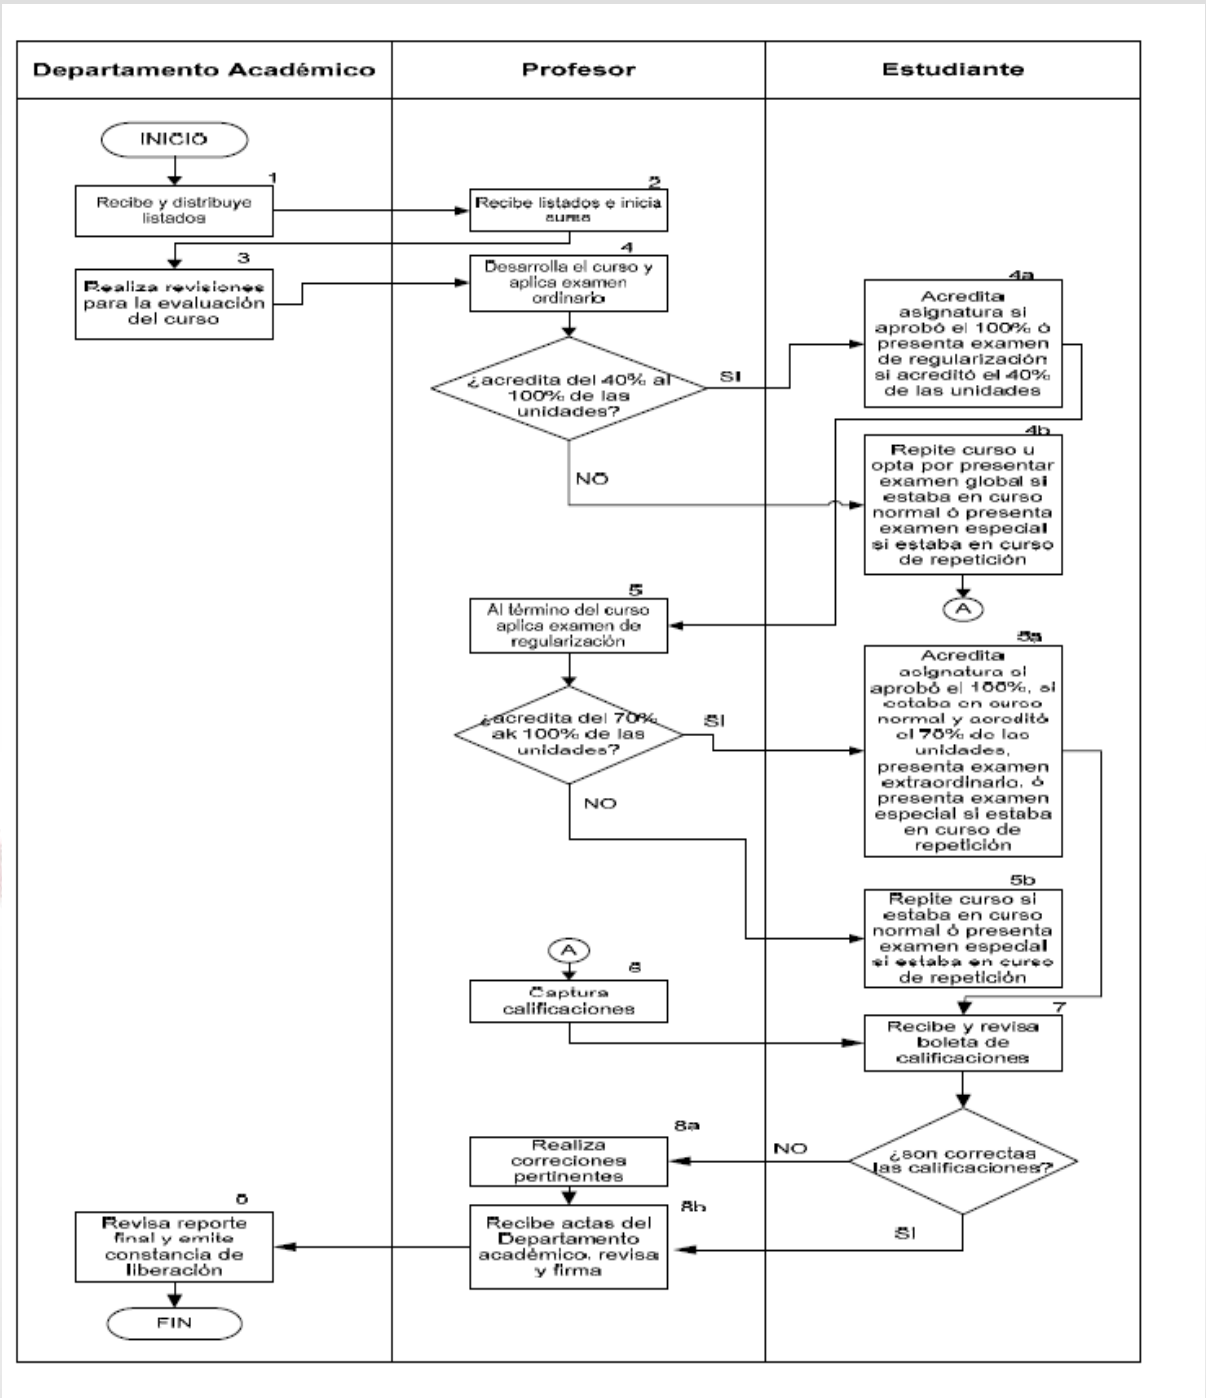 Departamento Académico
Profesor
Estudiante
INICIO
1
Recibe y distribuye
listados
2
Recibe listados e inicia
curso
3
Realiza revisiones
para la evaluación
del curso
4
Desarrolla el curso y
aplica examen
ordinario
¿acredita del 40% al
100% de las
unidades?
SI
NO
4a
Acredita
asignatura si
aprobó el 100% ó
presenta examen
de regularización
si acreditó el 40%
de las unidades
4b
Repite curso u
opta por presentar
examen global si
estaba en curso
normal ó presenta
examen especial
si estaba en curso
de repetición
A
5
Al término del curso
aplica examen de
regularización
¿acredita del 70%
ak 100% de las
unidades?
SI
NO
5a
Acredita
asignatura si
aprobó el 100%, si
estaba en curso
normal y acreditó
el 70% de las
unidades,
presenta examen
extraordinario, ó
presenta examen
especial si estaba
en curso de
repetición
5b
Repite curso si
estaba en curso
normal ó presenta
examen especial
si estaba en curso
de repetición
A
6
Captura
calificaciones
7
Recibe y revisa
boleta de
calificaciones
¿son correctas
las calificaciones?
NO
SI
8a
Realiza
correciones
pertinentes
8b
Recibe actas del
Departamento
académico, revisa
y firma
Revisa reporte
final y emite
constancia de
liberación
FIN